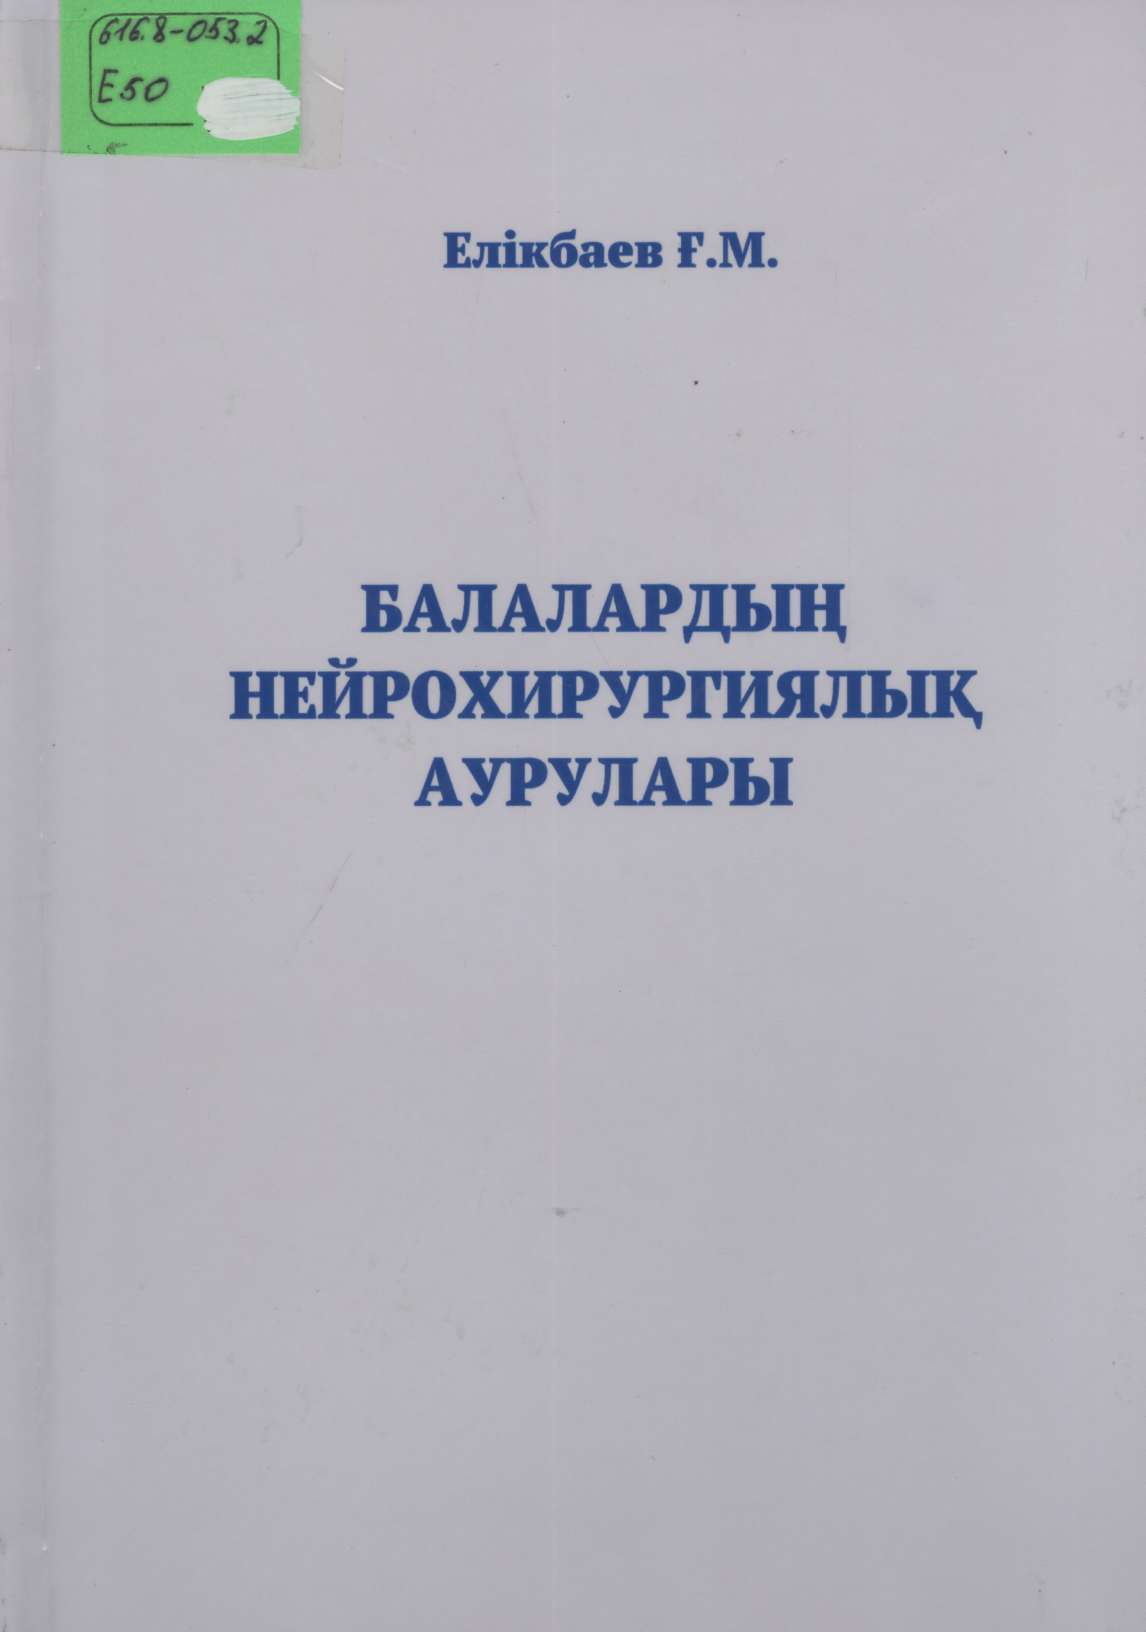 616.8-053.2
Е50
Елікбаев Ғ.М.
БАЛАЛАРДЫҢ
НЕЙРОХИРУРГИЯЛЫҚ
АУРУЛАРЫ